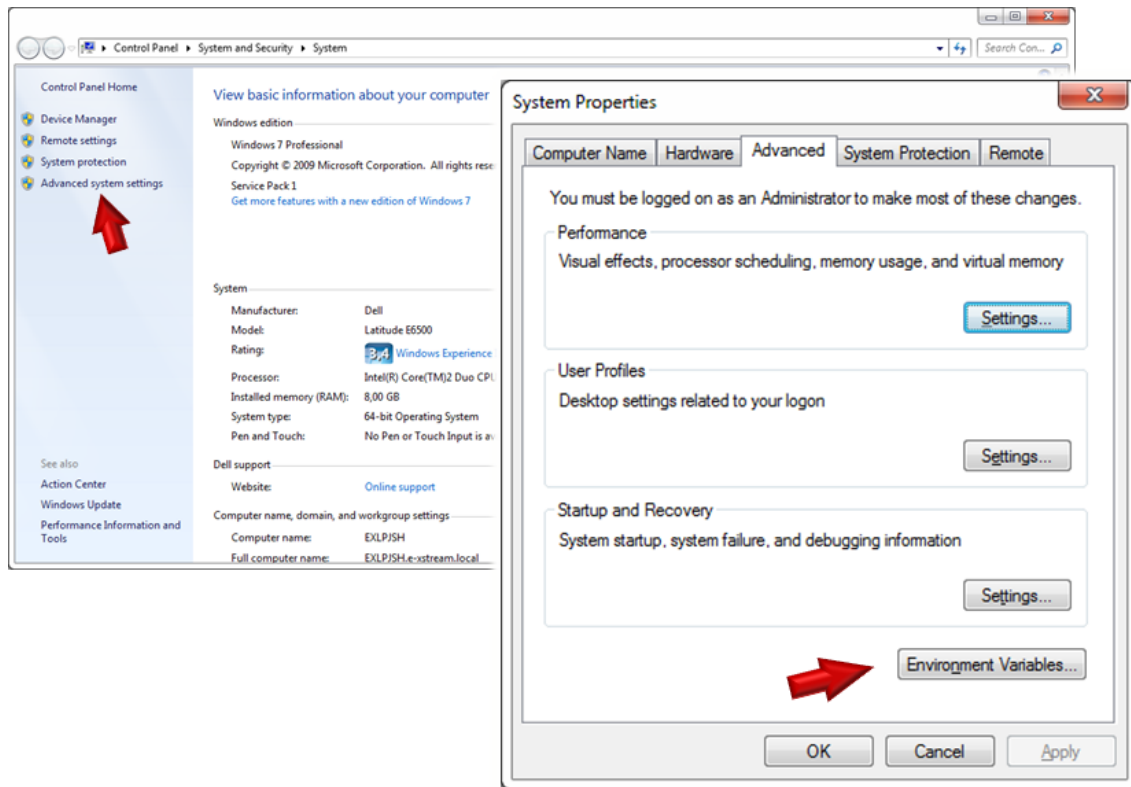 Control Panel ▸ System and Security ▸ System
Search Con...
Control Panel Home
Device Manager
Remote settings
System protection
Advanced system settings
See also
Action Center
Windows Update
Performance Information and
Tools
View basic information about your computer
Windows edition
Windows 7 Professional
Copyright © 2009 Microsoft Corporation. All rights rese
Service Pack 1
Get more features with a new edition of Windows 7
System
Manufacturer: Dell
Model: Latitude E6500
Rating: 3,4 Windows Experience
Processor: Intel(R) Core(TM)2 Duo CPU
Installed memory (RAM): 8,00 GB
System type: 64-bit Operating System
Pen and Touch: No Pen or Touch Input is av
Dell support
Website: Online support
Computer name, domain, and workgroup settings
Computer name: EXLPJSH
Full computer name: EXLPJSH.e-xstream.local
System Properties
Computer Name Hardware Advanced System Protection Remote
You must be logged on as an Administrator to make most of these changes.
Performance
Visual effects, processor scheduling, memory usage, and virtual memory
Settings...
User Profiles
Desktop settings related to your logon
Settings...
Startup and Recovery
System startup, system failure, and debugging information
Settings...
Environment Variables...
OK Cancel Apply